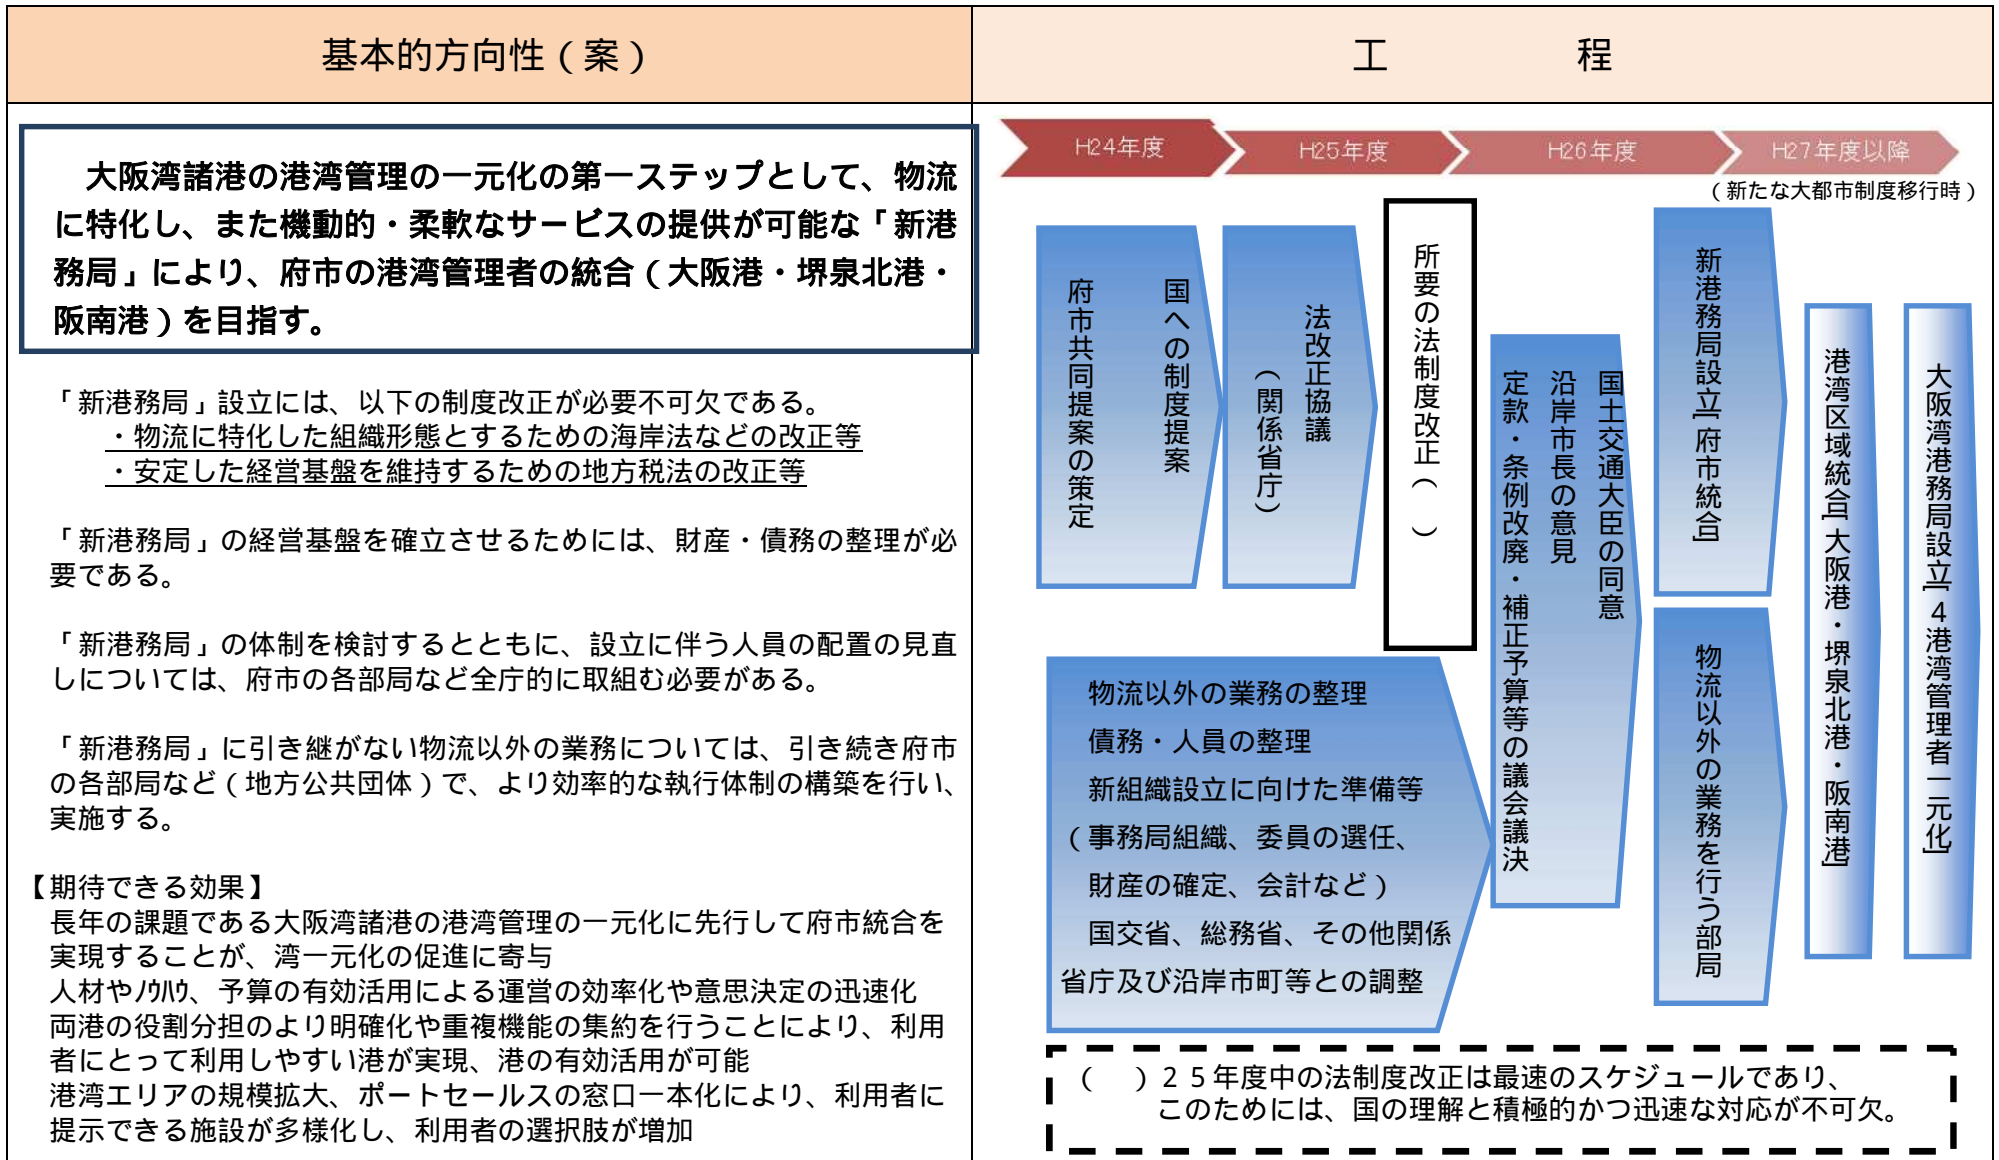 基本的方向性（案）
大阪湾諸港の港湾管理の一元化の第一ステップとして、物流
に特化し、また機動的・柔軟なサービスの提供が可能な「新港
務局」により、府市の港湾管理者の統合（大阪港・堺泉北港・
阪南港）を目指す。
「新港務局」設立には、以下の制度改正が必要不可欠である。
・物流に特化した組織形態とするための海岸法などの改正等
・安定した経営基盤を維持するための地方税法の改正等
「新港務局」の経営基盤を確立させるためには、財産・債務の整理が必
要である。
「新港務局」の体制を検討するとともに、設立に伴う人員の配置の見直
しについては、府市の各部局など全庁的に取組む必要がある。
「新港務局」に引き継がない物流以外の業務については、引き続き府市
の各部局など（地方公共団体）で、より効率的な執行体制の構築を行い、
実施する。
【期待できる効果】
長年の課題である大阪湾諸港の港湾管理の一元化に先行して府市統合を
実現することが、湾一元化の促進に寄与
人材やﾉｳﾊｳ、予算の有効活用による運営の効率化や意思決定の迅速化
両港の役割分担のより明確化や重複機能の集約を行うことにより、利用
者にとって利用しやすい港が実現、港の有効活用が可能
港湾エリアの規模拡大、ポートセールスの窓口一本化により、利用者に
提示できる施設が多様化し、利用者の選択肢が増加
工　程
H24年度
H25年度
H26年度
H27年度以降
（新たな大都市制度移行時）
国への制度提案
府市共同提案の策定
法改正協議
（関係省庁）
所要の法制度改正（　）
国土交通大臣の同意
沿岸市長の意見
定款・条例改廃・補正予算等の議会議決
新港務局設立「府市統合」
物流以外の業務を行う部局
港湾区域統合「大阪港・堺泉北港・阪南港」
大阪湾港務局設立「４港湾管理者一元化」
物流以外の業務の整理
債務・人員の整理
新組織設立に向けた準備等
（事務局組織、委員の選任、
財産の確定、会計など）
国交省、総務省、その他関係
省庁及び沿岸市町等との調整
（　）２５年度中の法制度改正は最速のスケジュールであり、
このためには、国の理解と積極的かつ迅速な対応が不可欠。